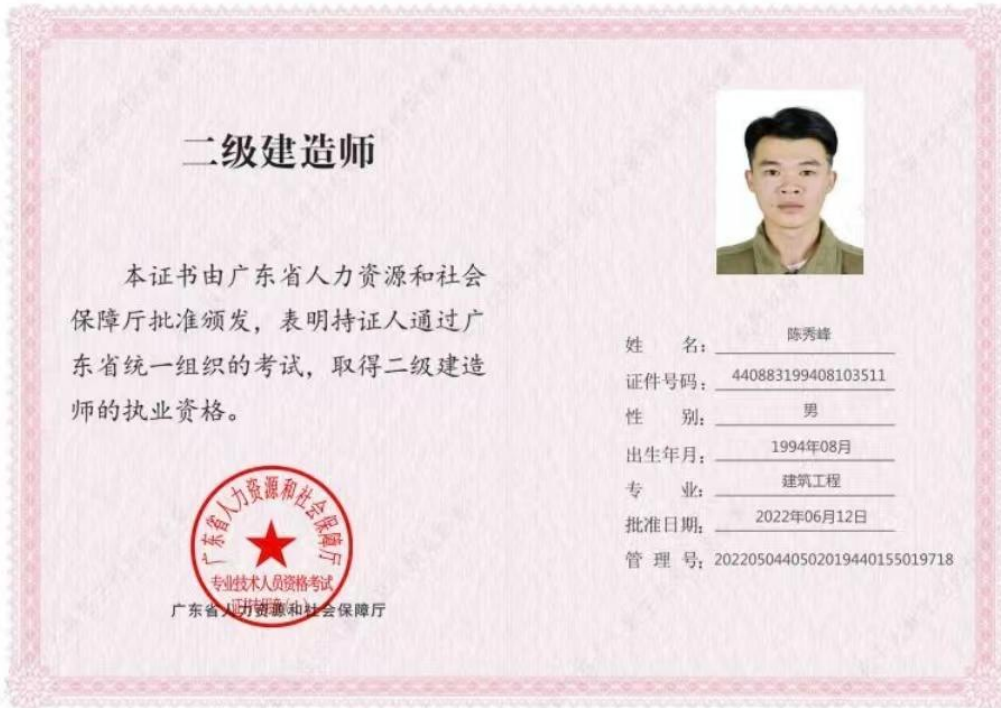 二级建造师
本证书由广东省人力资源和社会
保障厅批准颁发，表明持证人通过广
东省统一组织的考试，取得二级建造
师的执业资格。
广东省人力资源和社会保障厅
专业技术人员资格考试
广东省人力资源和社会保障厅
姓 名：陈秀峰
证件号码：440883199408103511
性 别：男
出生年月：1994年08月
专 业：建筑工程
批准日期：2022年06月12日
管 理 号：2022050440502019440155019718